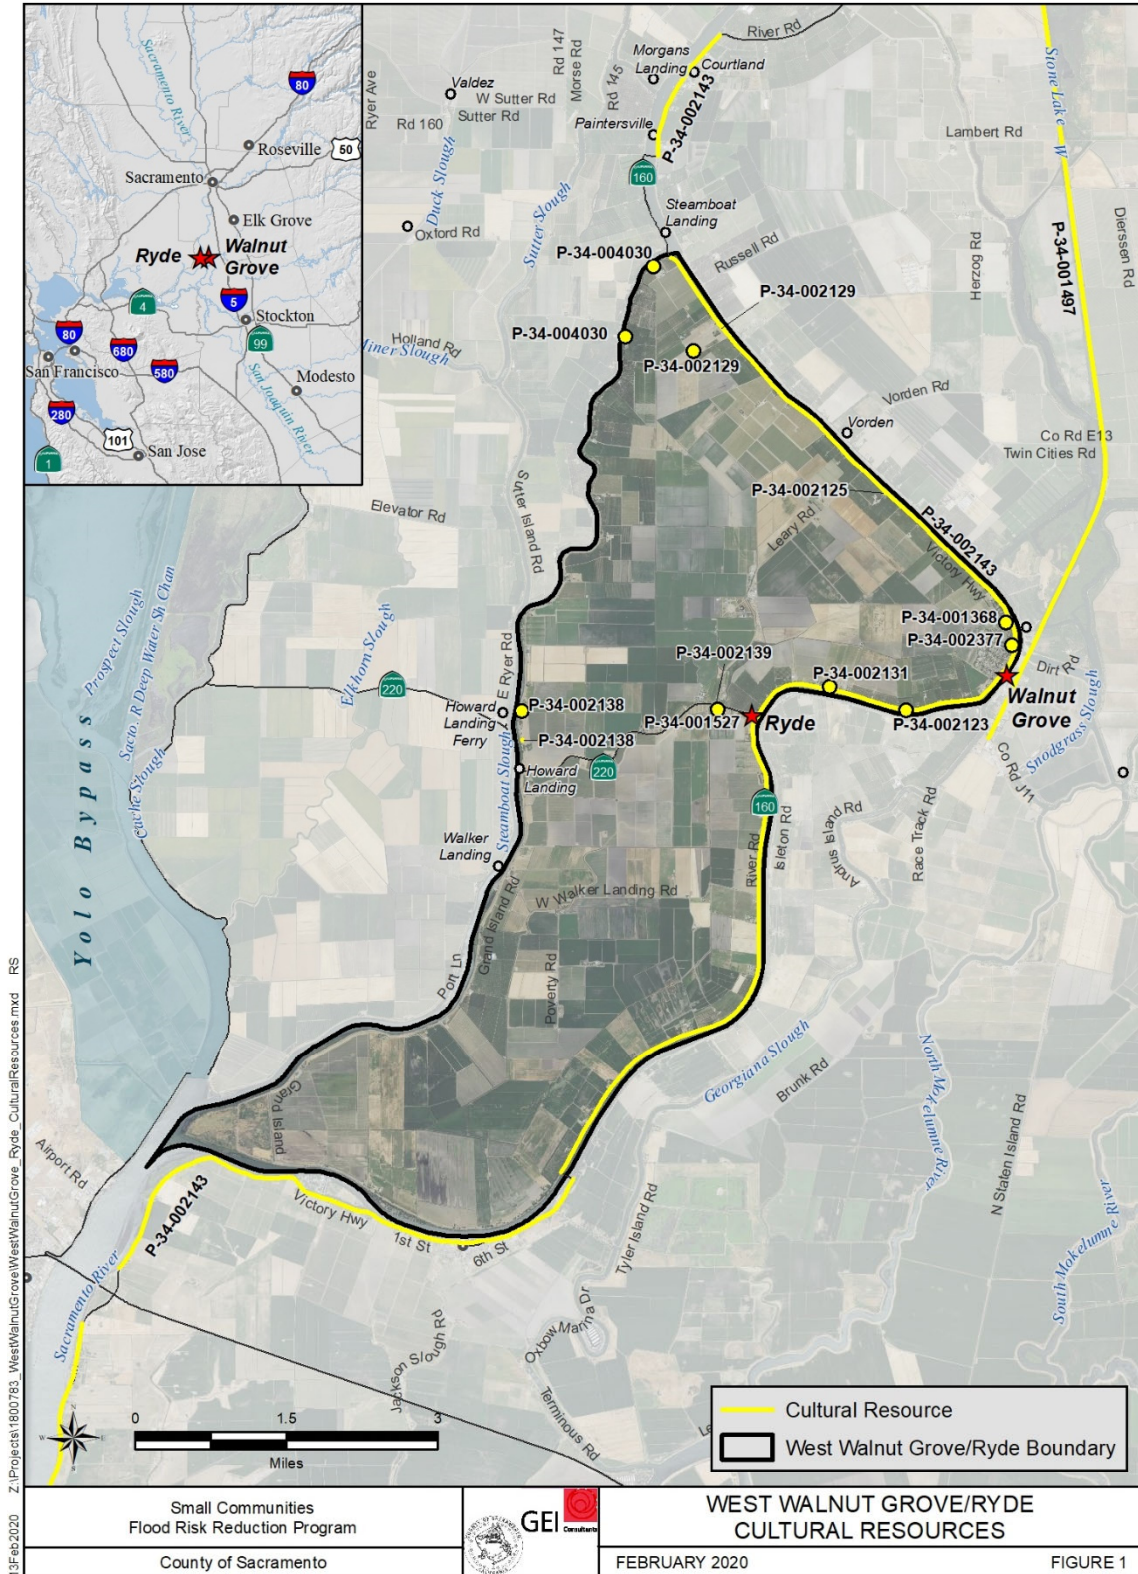 Sacramento River
80
Roseville
50
Sacramento
Elk Grove
Ryde
Walnut
Grove
4
5
Stockton
99
80
680
580
San Francisco
Modesto
280
San Joaquin River
101
San Jose
1
River Rd
Ryer Ave
Valdez
W Sutter Rd
Sutter Rd
Rd 160
Rd 147
Morse Rd
Rd 145
Morgans
Landing
Courtland
P-34-002143
Paintersville
160
Stone Lake W
Lambert Rd
Duck Slough
Oxford Rd
Sutter Slough
Steamboat
Landing
Russell Rd
Herzog Rd
P-34-001497
Dierssen Rd
P-34-004030
P-34-002129
P-34-004030
Holland Rd
Miner Slough
P-34-002129
Vorden Rd
Vorden
Co Rd E13
Twin Cities Rd
Sutter Island Rd
Elevator Rd
P-34-002125
Leary Rd
P-34-002143
Victory Hwy
P-34-001368
P-34-002377
Dirt Rd
Prospect Slough
Sacto. R Deep Water Sh Chan
Cache Slough
Yolo Bypass
Elkhorn Slough
220
E Ryer Rd
Howard
Landing
Ferry
P-34-002138
P-34-002138
Howard
Landing
Steamboat Slough
P-34-002139
P-34-001527
Ryde
P-34-002131
P-34-002123
Walnut
Grove
Snodgrass Slough
Co Rd J11
220
160
Walker
Landing
River Rd
Isleton Rd
Andrus Island Rd
Race Track Rd
W Walker Landing Rd
Grand Island Rd
Port Ln
Poverty Rd
Georgiana Slough
Brunk Rd
North Mokelumne River
N Staten Island Rd
South Mokelumne River
Grand Island
Airport Rd
P-34-002143
Victory Hwy
1st St
6th St
Tyler Island Rd
Sacramento River
Oxbow Marina Dr
Jackson Slough Rd
Terminous Rd
N
W
E
S
0
1.5
3
Miles
Cultural Resource
West Walnut Grove/Ryde Boundary
13Feb2020 Z:\Projects\1800783_WestWalnutGrove\WestWalnutGrove_Ryde_CulturalResources.mxd RS
Small Communities
Flood Risk Reduction Program
County of Sacramento
GEI
Consultants
WEST WALNUT GROVE/RYDE
CULTURAL RESOURCES
FEBRUARY 2020
FIGURE 1